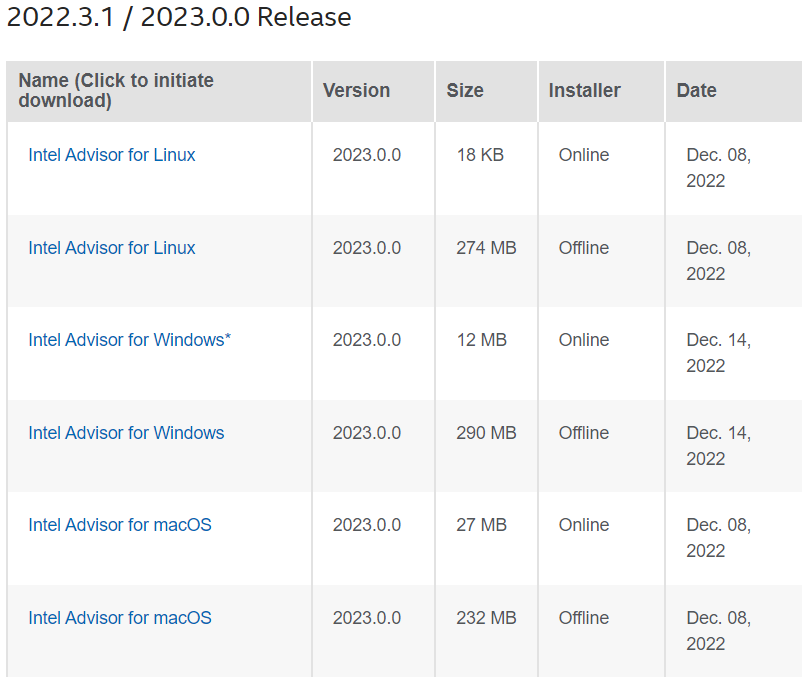 2022.3.1 / 2023.0.0 Release
Name (Click to initiate download) Version Size Installer Date
Intel Advisor for Linux 2023.0.0 18 KB Online Dec. 08, 2022
Intel Advisor for Linux 2023.0.0 274 MB Offline Dec. 08, 2022
Intel Advisor for Windows* 2023.0.0 12 MB Online Dec. 14, 2022
Intel Advisor for Windows 2023.0.0 290 MB Offline Dec. 14, 2022
Intel Advisor for macOS 2023.0.0 27 MB Online Dec. 08, 2022
Intel Advisor for macOS 2023.0.0 232 MB Offline Dec. 08, 2022